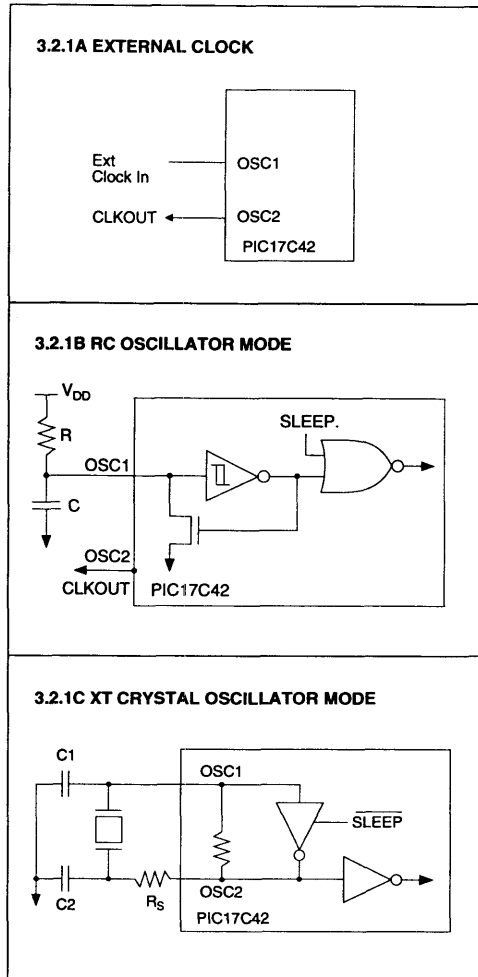 3.2.1A EXTERNAL CLOCK
Ext
Clock In
OSC1
CLKOUT
OSC2
PIC17C42
3.2.1B RC OSCILLATOR MODE
VDD
R
SLEEP.
OSC1
C
OSC2
CLKOUT
PIC17C42
3.2.1C XT CRYSTAL OSCILLATOR MODE
C1
OSC1
SLEEP
OSC2
C2
RS
PIC17C42